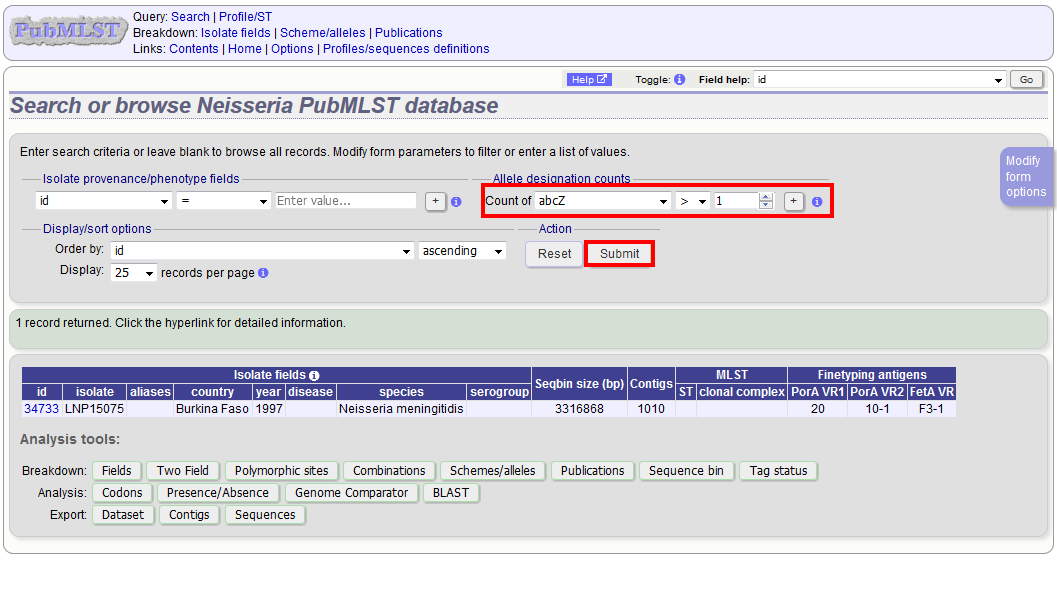 PubMLST
Query: Search | Profile/ST
Breakdown: Isolate fields | Scheme/alleles | Publications
Links: Contents | Home | Options | Profiles/sequences definitions
Help Toggle: i Field help: id Go
Search or browse Neisseria PubMLST database
Enter search criteria or leave blank to browse all records. Modify form parameters to filter or enter a list of values.
Modify
form
options
Isolate provenance/phenotype fields Allele designation counts
id = Enter value... + i Count of abcZ > 1 + i
Display/sort options Action
Order by: id ascending Reset Submit
Display: 25 records per page i
1 record returned. Click the hyperlink for detailed information.
Isolate fields i Seqbin size (bp) Contigs MLST Finetyping antigens
id isolate aliases country year disease species serogroup ST clonal complex PorA VR1 PorA VR2 FetA VR
34733 LNP15075 Burkina Faso 1997 Neisseria meningitidis 3316868 1010 20 10-1 F3-1
Analysis tools:
Breakdown: Fields Two Field Polymorphic sites Combinations Schemes/alleles Publications Sequence bin Tag status
Analysis: Codons Presence/Absence Genome Comparator BLAST
Export: Dataset Contigs Sequences